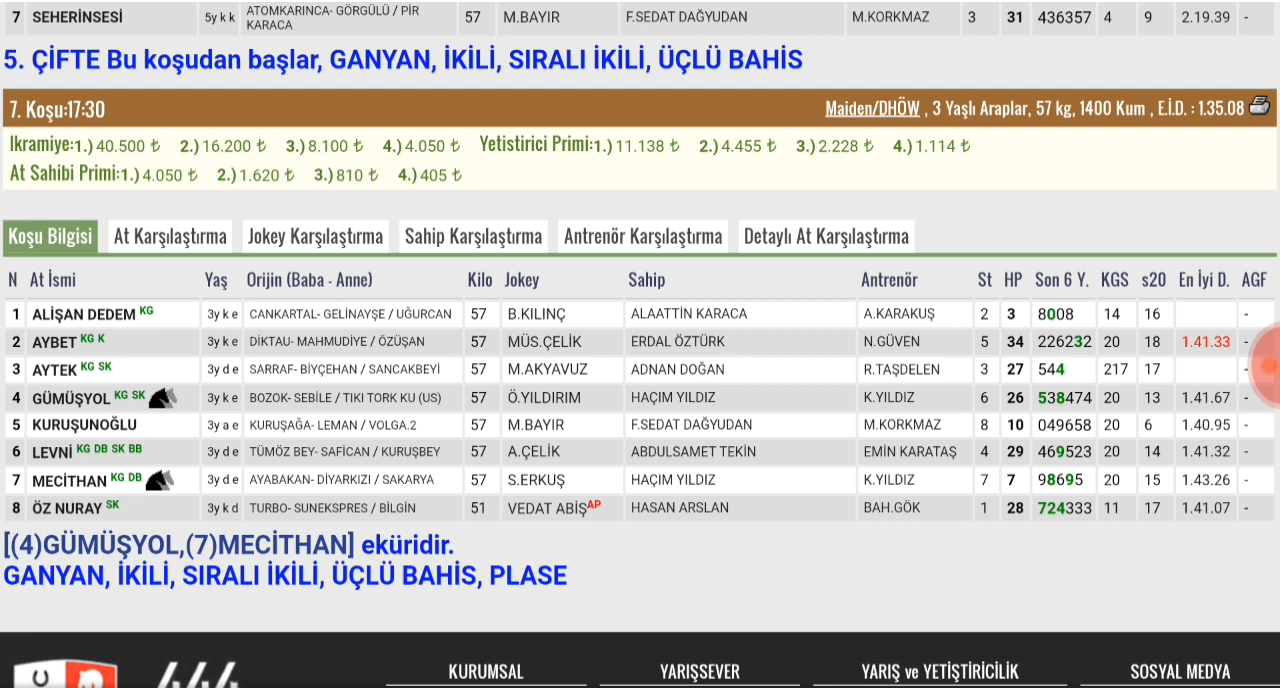 7 SEHERİNSESİ 5y k k ATOMKARINCA- GÖRGÜLÜ / PİR KARACA 57 M.BAYIR F.SEDAT DAĞYUDAN M.KORKMAZ 3 31 436357 4 9 2.19.39 -
5. ÇİFTE Bu koşudan başlar, GANYAN, İKİLİ, SIRALI İKİLİ, ÜÇLÜ BAHİS
7. Koşu:17:30 Maiden/DHÖW , 3 Yaşlı Araplar, 57 kg, 1400 Kum , E.İ.D. : 1.35.08
Ikramiye:1.) 40.500 ₺ 2.) 16.200 ₺ 3.) 8.100 ₺ 4.) 4.050 ₺ Yetistirici Primi:1.) 11.138 ₺ 2.) 4.455 ₺ 3.) 2.228 ₺ 4.) 1.114 ₺
At Sahibi Primi:1.) 4.050 ₺ 2.) 1.620 ₺ 3.) 810 ₺ 4.) 405 ₺
Koşu Bilgisi At Karşılaştırma Jokey Karşılaştırma Sahip Karşılaştırma Antrenör Karşılaştırma Detaylı At Karşılaştırma
N At İsmi Yaş Orijin (Baba - Anne) Kilo Jokey Sahip Antrenör St HP Son 6 Y. KGS s20 En İyi D. AGF
1 ALİŞAN DEDEM KG 3y k e CANKARTAL- GELİNAYŞE / UĞURCAN 57 B.KILINÇ ALAATTİN KARACA A.KARAKUŞ 2 3 8008 14 16 -
2 AYBET KG K 3y k e DİKTAU- MAHMUDİYE / ÖZÜŞAN 57 MÜS.ÇELİK ERDAL ÖZTÜRK N.GÜVEN 5 34 226232 20 18 1.41.33 -
3 AYTEK KG SK 3y d e SARRAF- BİYÇEHAN / SANCAKBEYİ 57 M.AKYAVUZ ADNAN DOĞAN R.TAŞDELEN 3 27 544 217 17 -
4 GÜMÜŞYOL KG SK 3y k e BOZOK- SEBİLE / TIKI TORK KU (US) 57 Ö.YILDIRIM HAÇIM YILDIZ K.YILDIZ 6 26 538474 20 13 1.41.67 -
5 KURUŞUNOĞLU 3y a e KURUŞAĞA- LEMAN / VOLGA.2 57 M.BAYIR F.SEDAT DAĞYUDAN M.KORKMAZ 8 10 049658 20 6 1.40.95 -
6 LEVNİ KG DB SK BB 3y d e TÜMÖZ BEY- SAFİCAN / KURUŞBEY 57 A.ÇELİK ABDULSAMET TEKİN EMİN KARATAŞ 4 29 469523 20 14 1.41.32 -
7 MECİTHAN KG DB 3y d e AYABAKAN- DİYARKIZI / SAKARYA 57 S.ERKUŞ HAÇIM YILDIZ K.YILDIZ 7 7 98695 20 15 1.43.26 -
8 ÖZ NURAY SK 3y k d TURBO- SUNEKSPRES / BİLGİN 51 VEDAT ABİŞAP HASAN ARSLAN BAH.GÖK 1 28 724333 11 17 1.41.07 -
[(4)GÜMÜŞYOL,(7)MECİTHAN] eküridir.
GANYAN, İKİLİ, SIRALI İKİLİ, ÜÇLÜ BAHİS, PLASE
444 KURUMSAL YARIŞSEVER YARIŞ ve YETİŞTİRİCİLİK SOSYAL MEDYA